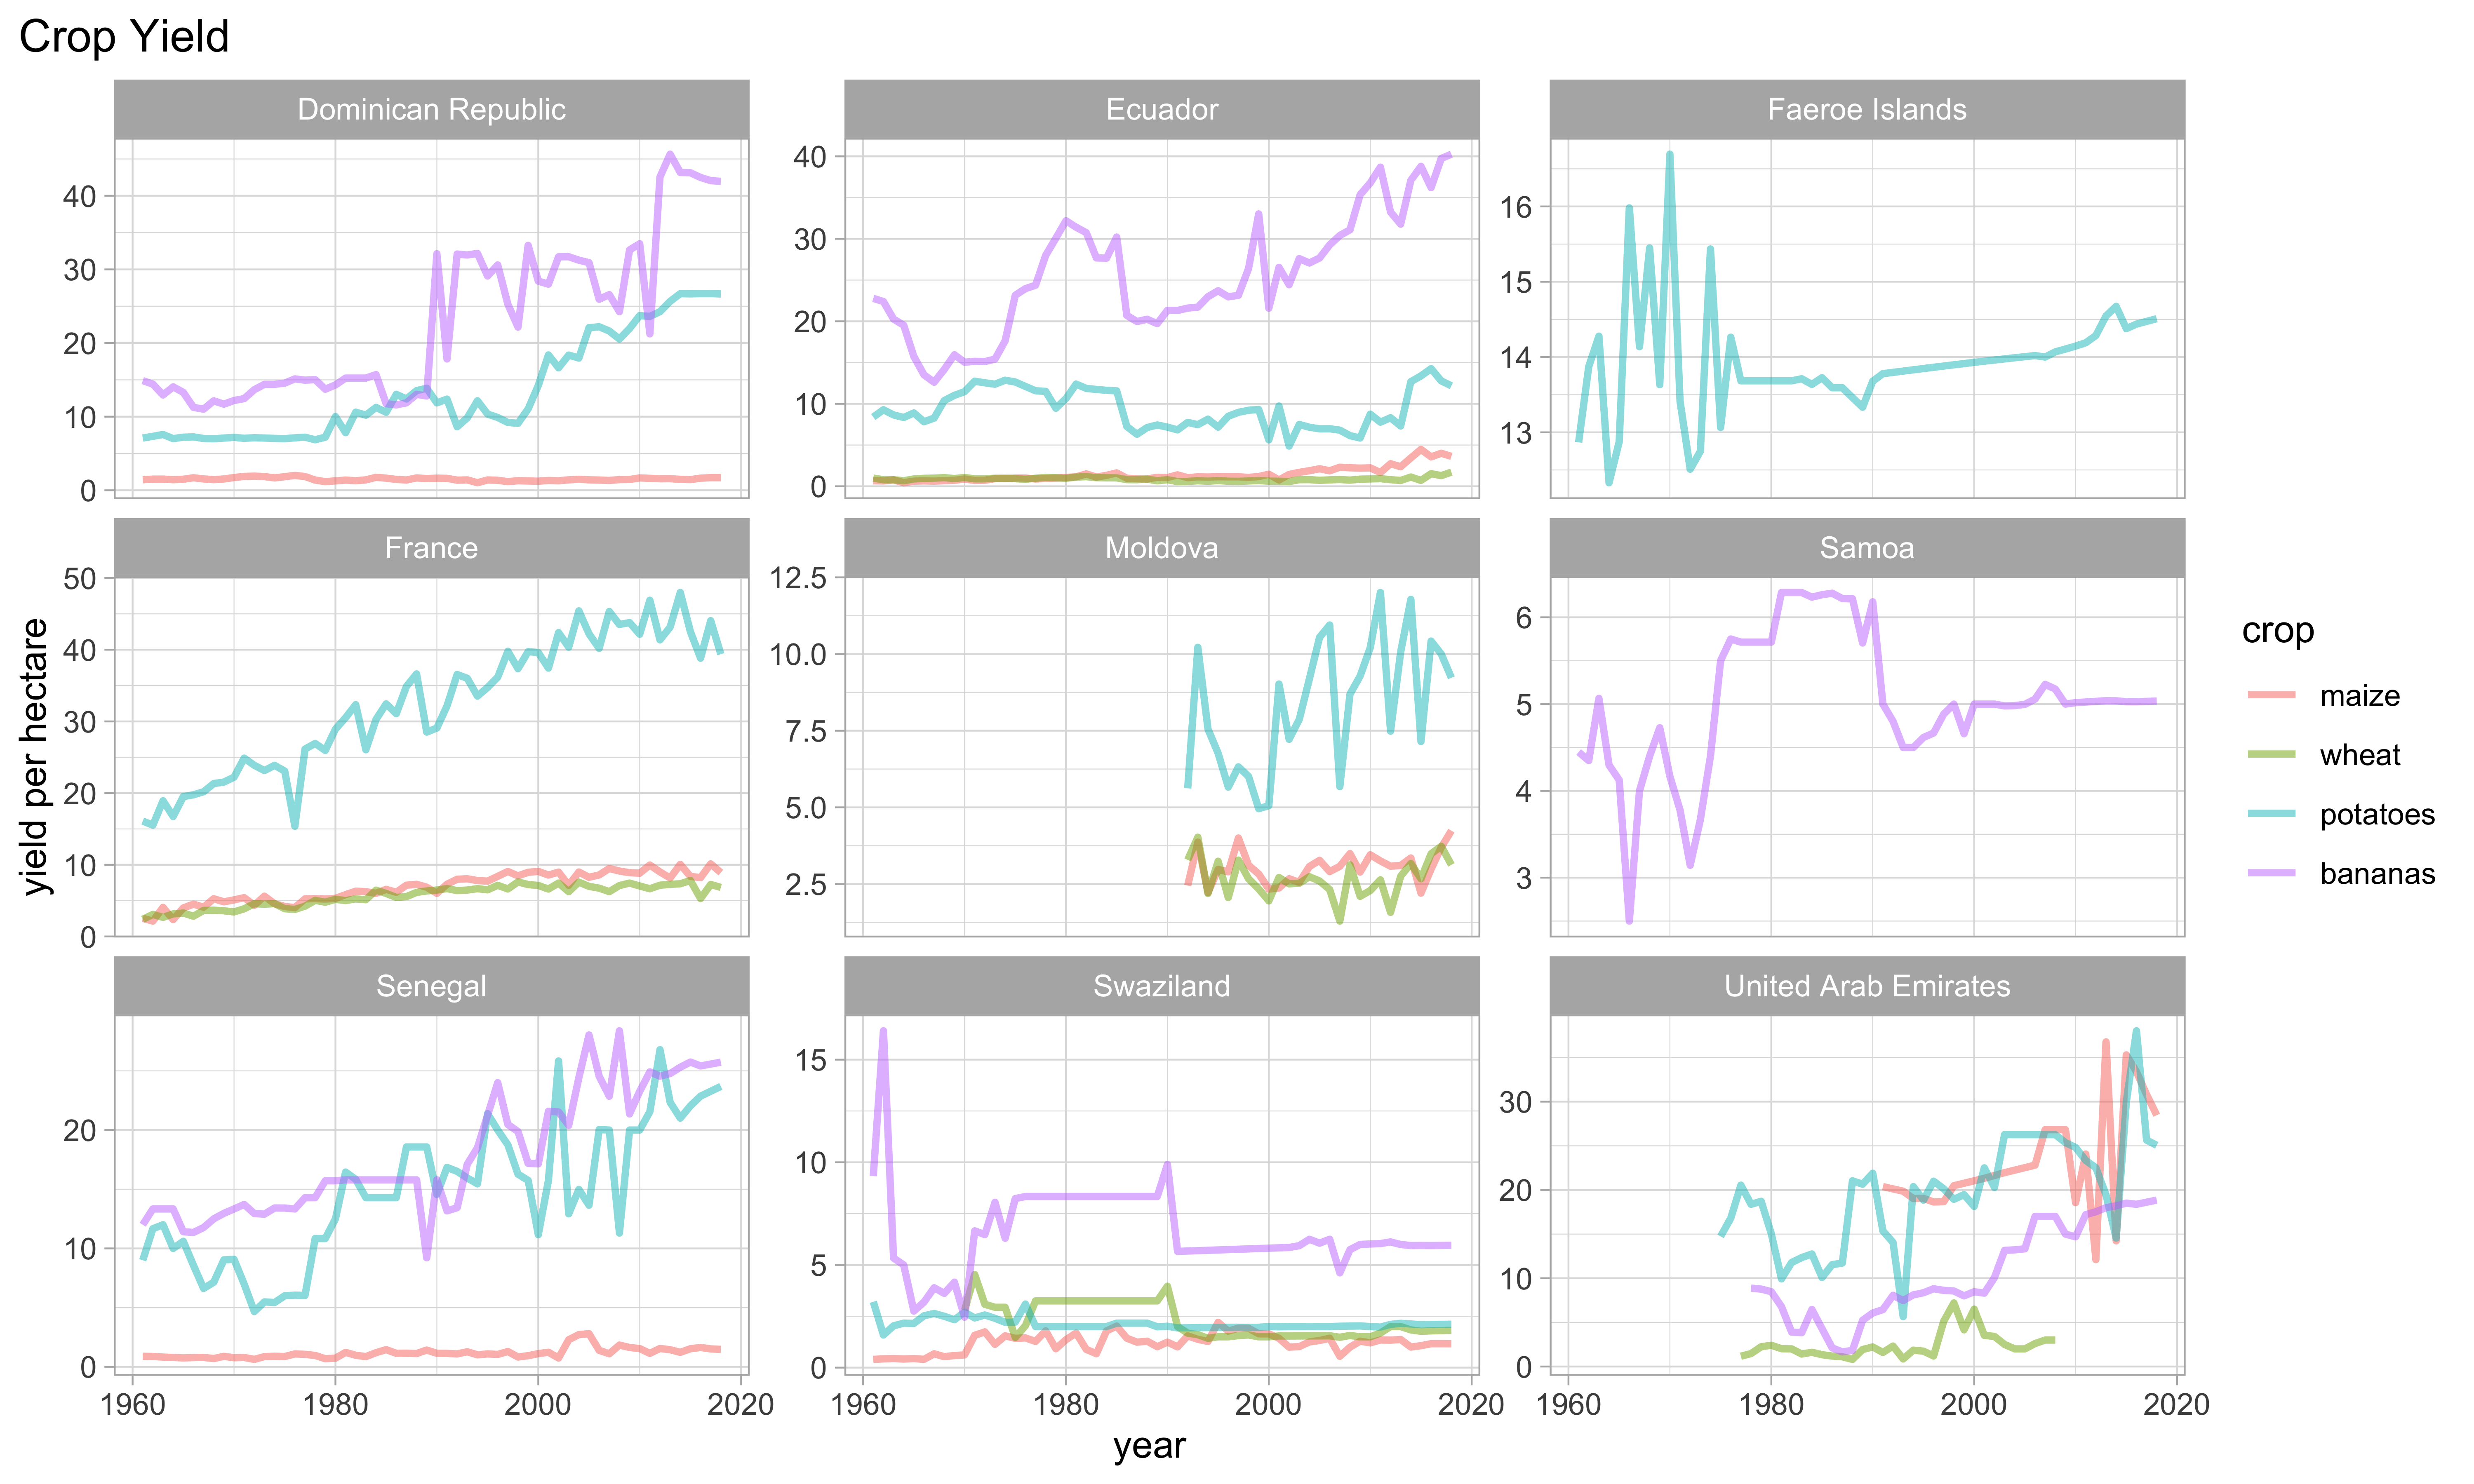 Crop Yield
Dominican Republic
Ecuador
Faeroe Islands
40
30
20
10
0
40
30
20
10
0
16
15
14
13
France
Moldova
Samoa
50
40
30
20
10
0
12.5
10.0
7.5
5.0
2.5
6
5
4
3
Senegal
Swaziland
United Arab Emirates
20
10
0
15
10
5
0
30
20
10
0
1960 1980 2000 2020
1960 1980 2000 2020
1960 1980 2000 2020
year
yield per hectare
crop
maize
wheat
potatoes
bananas